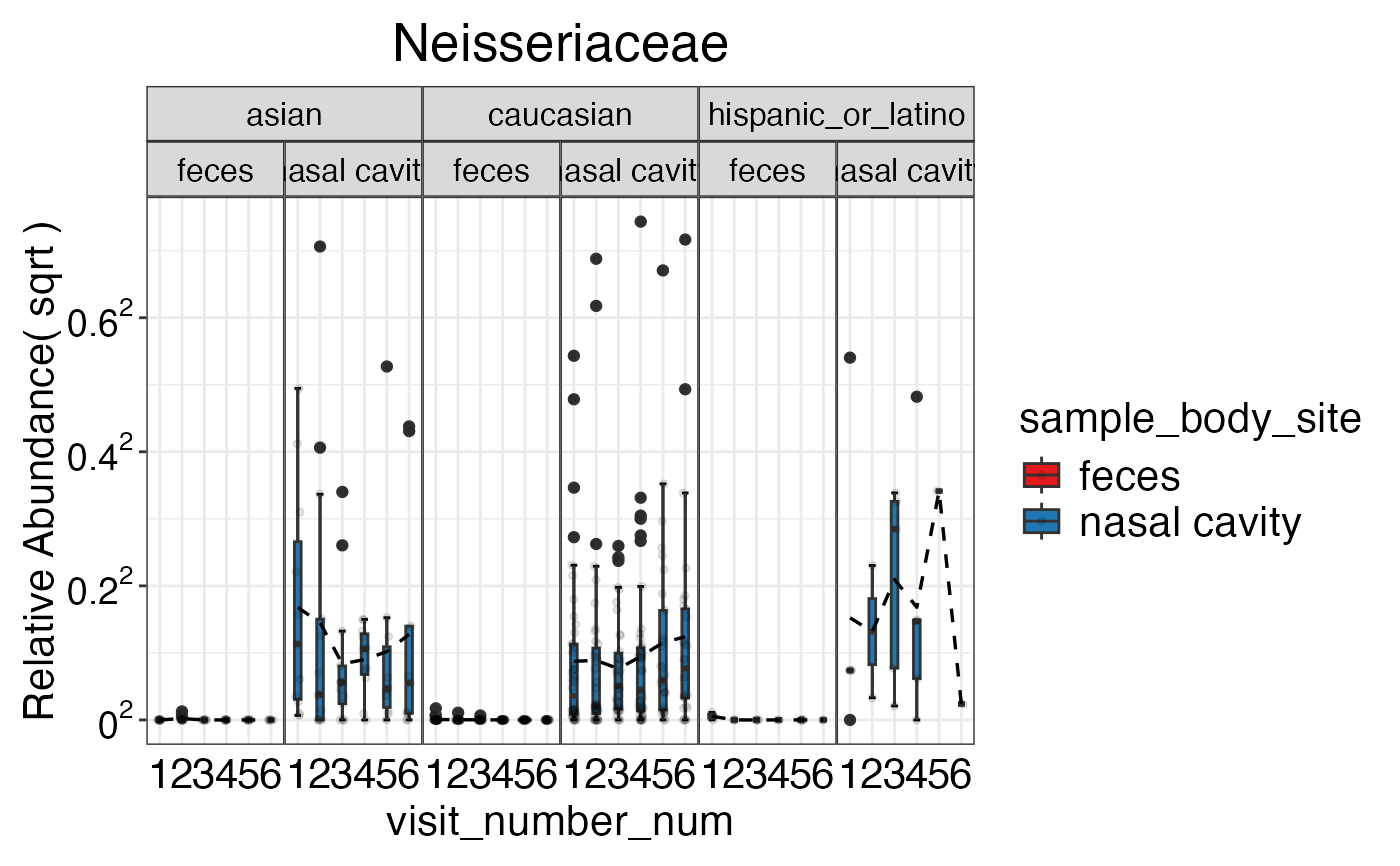 Neisseriaceae
asian caucasian hispanic_or_latino
feces asal cavit feces asal cavit feces asal cavit
Relative Abundance( sqrt )
0.6²
0.4²
0.2²
0²
123456 123456 123456 123456 123456 123456
visit_number_num
sample_body_site
feces
nasal cavity